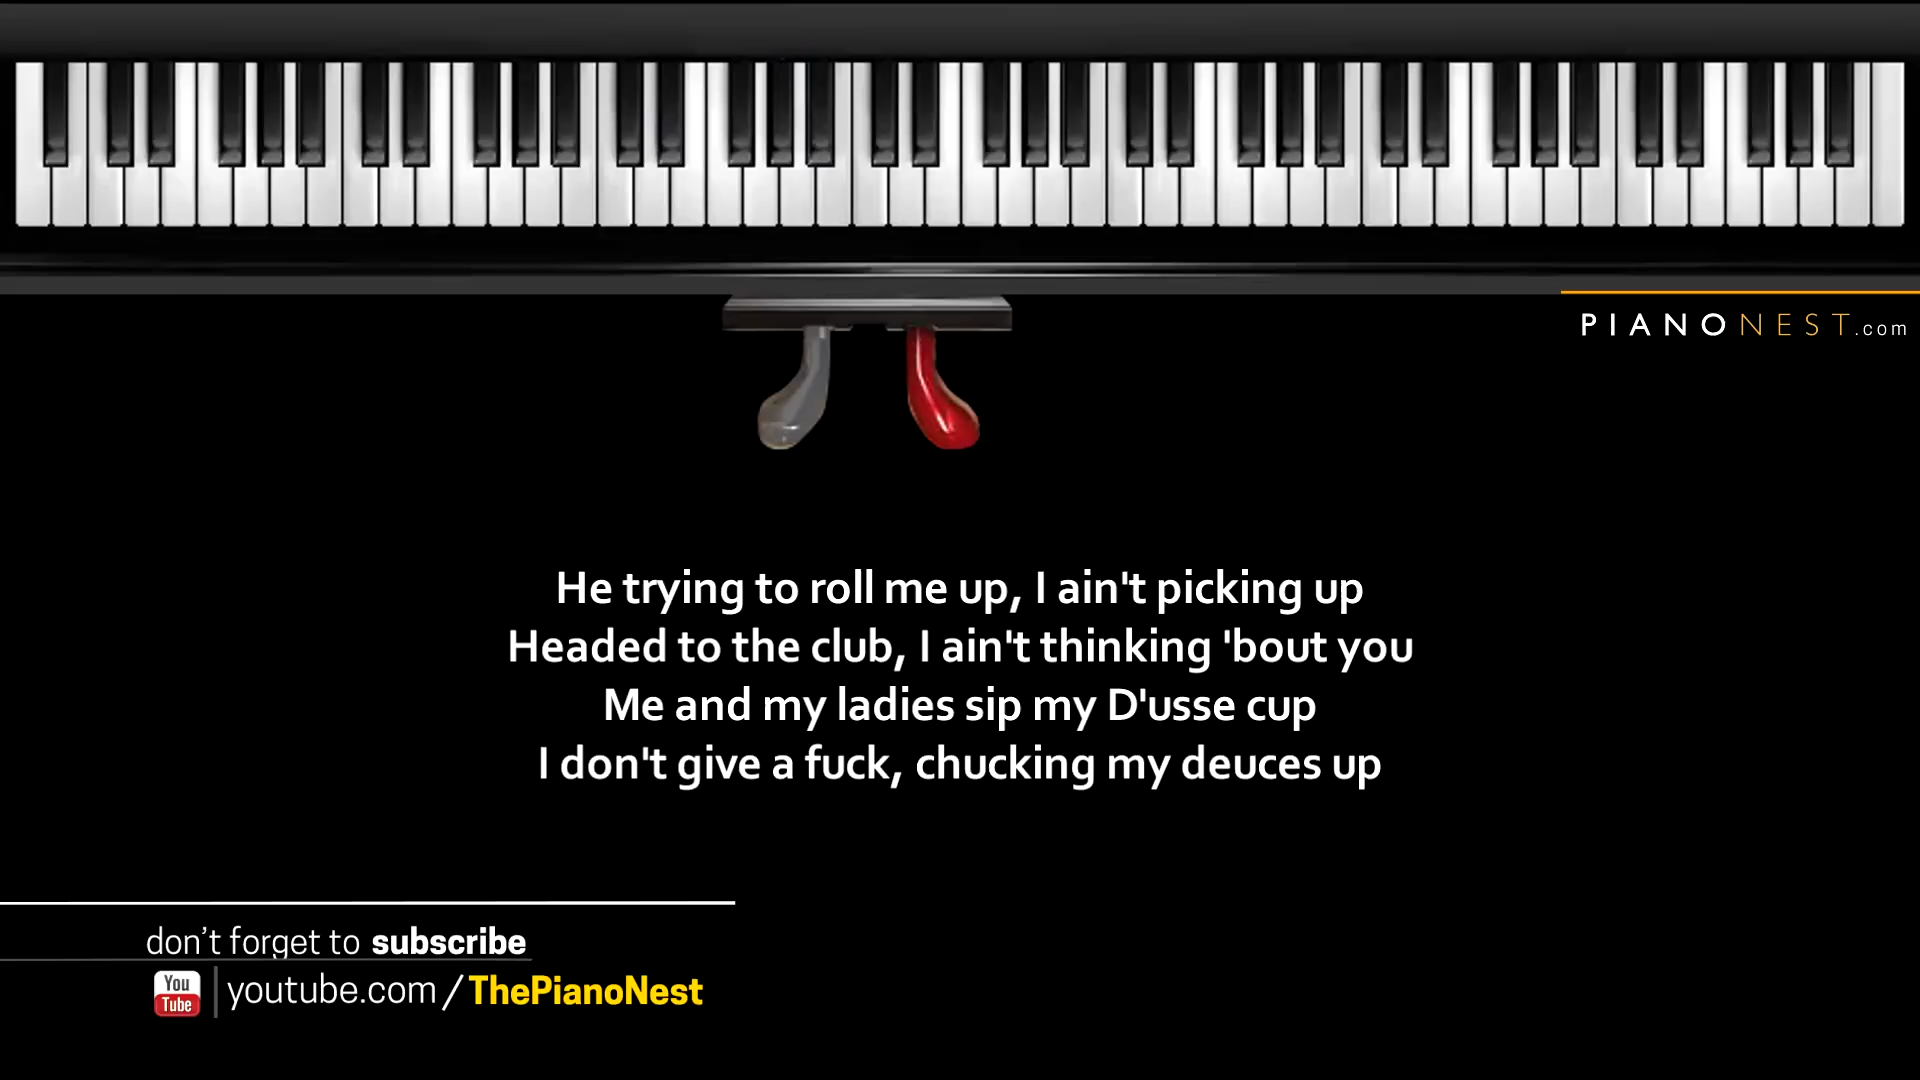 PIANONEST.com
He trying to roll me up, I ain't picking up
Headed to the club, I ain't thinking 'bout you
Me and my ladies sip my D'usse cup
I don't give a fuck, chucking my deuces up
don't forget to subscribe
You
Tube
youtube.com/ThePianoNest